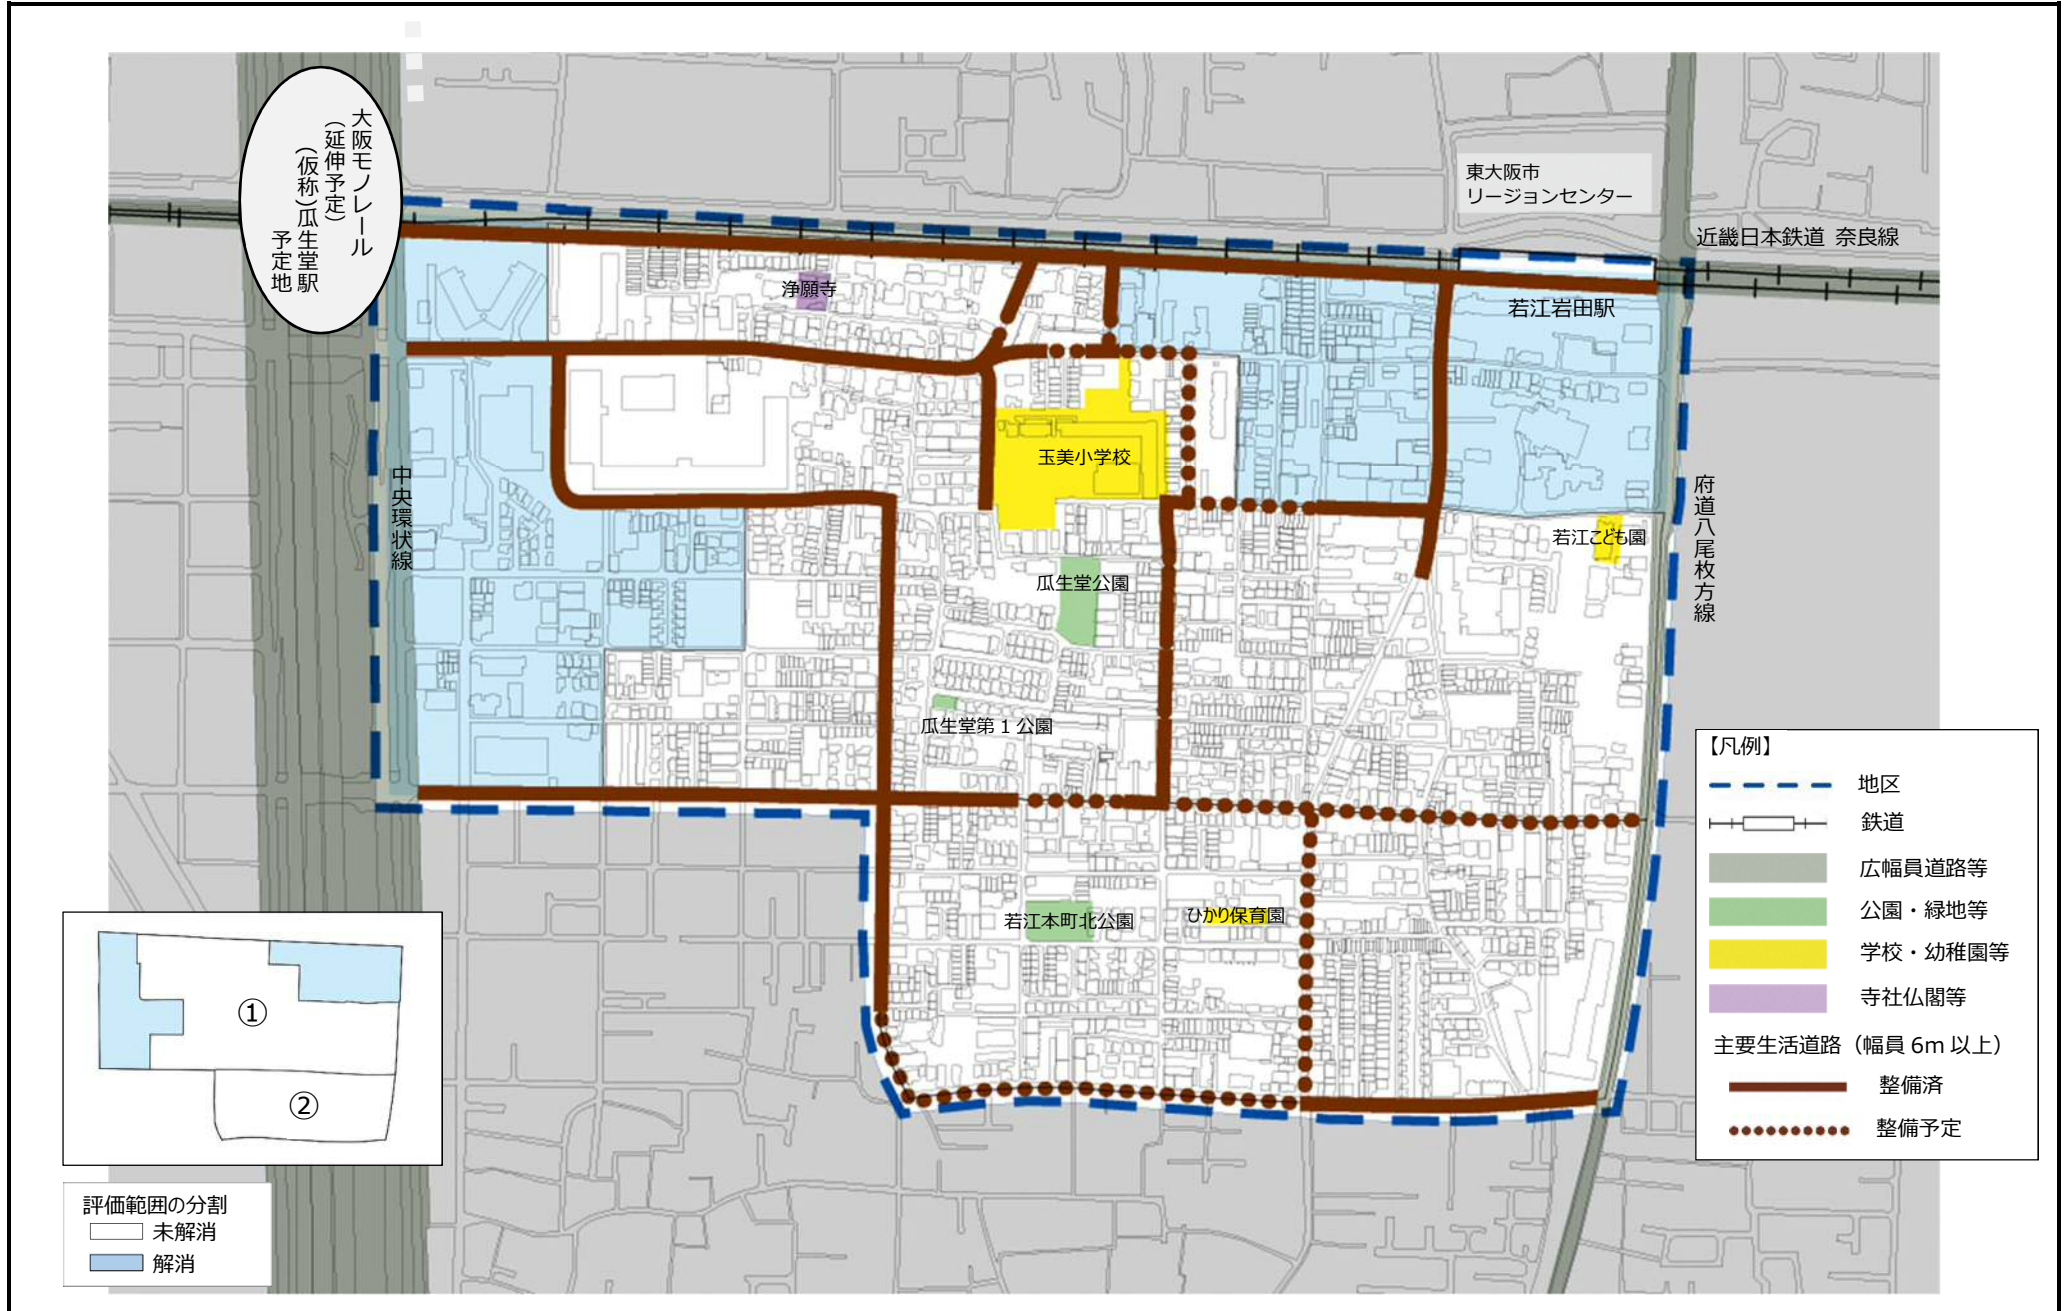 大阪モノレール
（延伸予定）
（仮称）瓜生堂駅
予定地
東大阪市
リージョンセンター
近畿日本鉄道 奈良線
浄願寺
若江岩田駅
玉美小学校
中央環状線
府道八尾枚方線
若江こども園
瓜生堂公園
瓜生堂第１公園
若江本町北公園
ひかり保育園
【凡例】
地区
鉄道
広幅員道路等
公園・緑地等
学校・幼稚園等
寺社仏閣等
主要生活道路（幅員 6m 以上）
整備済
整備予定
①
②
評価範囲の分割
未解消
解消